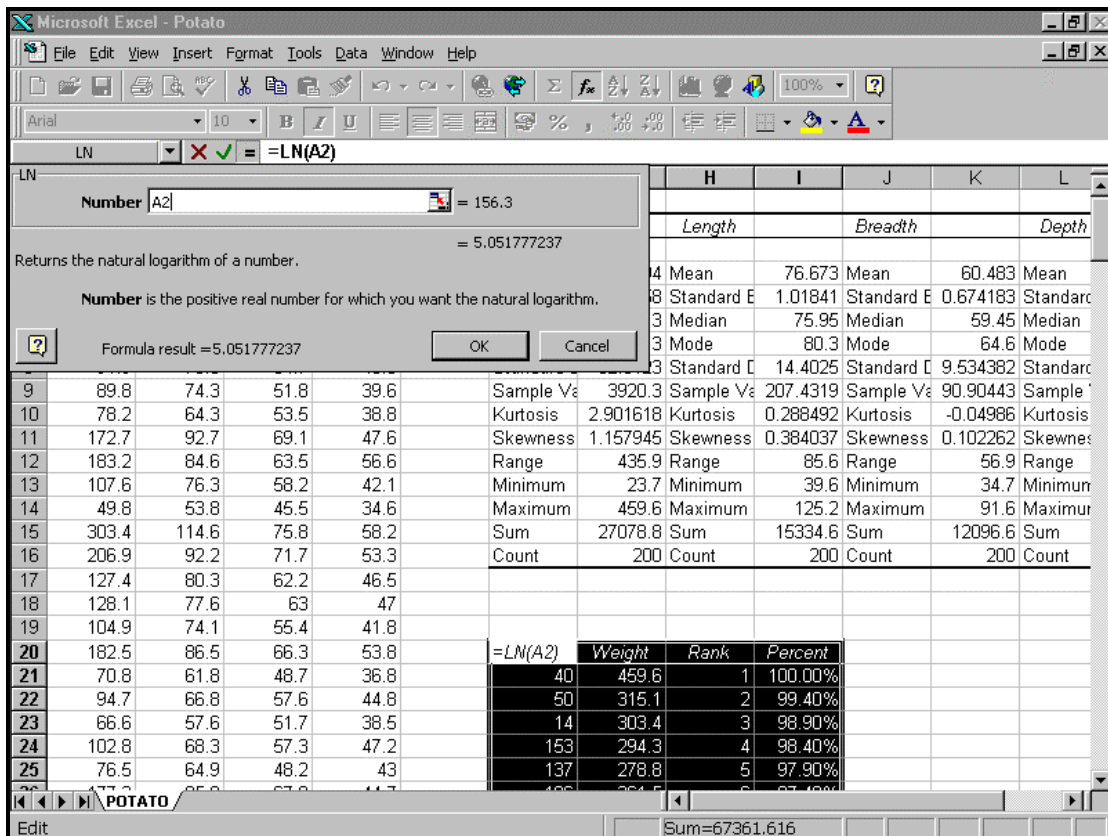 Microsoft Excel - Potato
File Edit View Insert Format Tools Data Window Help
100%
Arial 10 B I U
LN =LN(A2)
LN
Number A2 = 156.3
= 5.051777237
Returns the natural logarithm of a number.
Number is the positive real number for which you want the natural logarithm.
Formula result =5.051777237 OK Cancel
H I J K L
Length Breadth Depth
Mean 76.673 Mean 60.483 Mean
Standard E 1.01841 Standard E 0.674183 Standard
Median 75.95 Median 59.45 Median
Mode 80.3 Mode 64.6 Mode
Standard D 14.4025 Standard D 9.534382 Standard
9 89.8 74.3 51.8 39.6 Sample Va 3920.3 Sample Va 207.4319 Sample Va 90.90443 Sample
10 78.2 64.3 53.5 38.8 Kurtosis 2.901618 Kurtosis 0.288492 Kurtosis -0.04986 Kurtosis
11 172.7 92.7 69.1 47.6 Skewness 1.157945 Skewness 0.384037 Skewness 0.102262 Skewnes
12 183.2 84.6 63.5 56.6 Range 435.9 Range 85.6 Range 56.9 Range
13 107.6 76.3 58.2 42.1 Minimum 23.7 Minimum 39.6 Minimum 34.7 Minimum
14 49.8 53.8 45.5 34.6 Maximum 459.6 Maximum 125.2 Maximum 91.6 Maximum
15 303.4 114.6 75.8 58.2 Sum 27078.8 Sum 15334.6 Sum 12096.6 Sum
16 206.9 92.2 71.7 53.3 Count 200 Count 200 Count 200 Count
17 127.4 80.3 62.2 46.5
18 128.1 77.6 63 47
19 104.9 74.1 55.4 41.8
20 182.5 86.5 66.3 53.8 =LN(A2) Weight Rank Percent
21 70.8 61.8 48.7 36.8 40 459.6 1 100.00%
22 94.7 66.8 57.6 44.8 50 315.1 2 99.40%
23 66.6 57.6 51.7 38.5 14 303.4 3 98.90%
24 102.8 68.3 57.3 47.2 153 294.3 4 98.40%
25 76.5 64.9 48.2 43 137 278.8 5 97.90%
POTATO
Edit Sum=67361.616